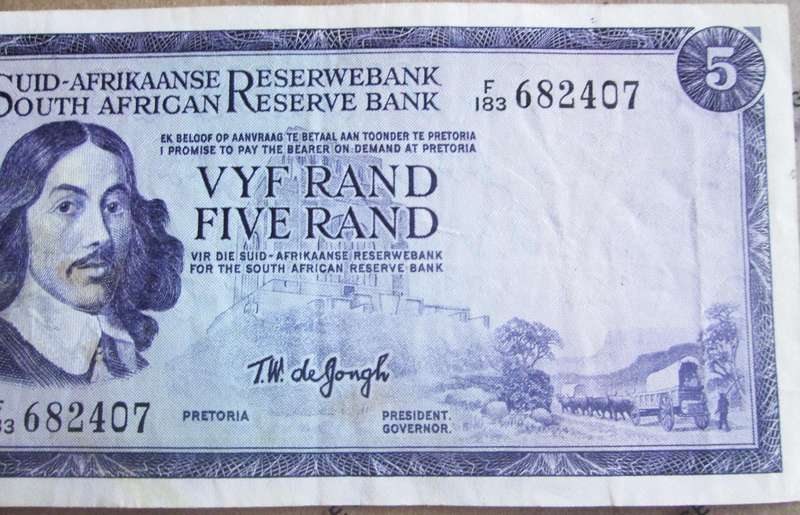 SUID-AFRIKAANSE RESERWEBANK
SOUTH AFRICAN RESERVE BANK
F
183 682407
5
EK BELOOF OP AANVRAAG TE BETAAL AAN TOONDER TE PRETORIA
I PROMISE TO PAY THE BEARER ON DEMAND AT PRETORIA
VYF RAND
FIVE RAND
VIR DIE SUID-AFRIKAANSE RESERWEBANK
FOR THE SOUTH AFRICAN RESERVE BANK
T.W. de Jongh
682407
PRETORIA
PRESIDENT.
GOVERNOR.